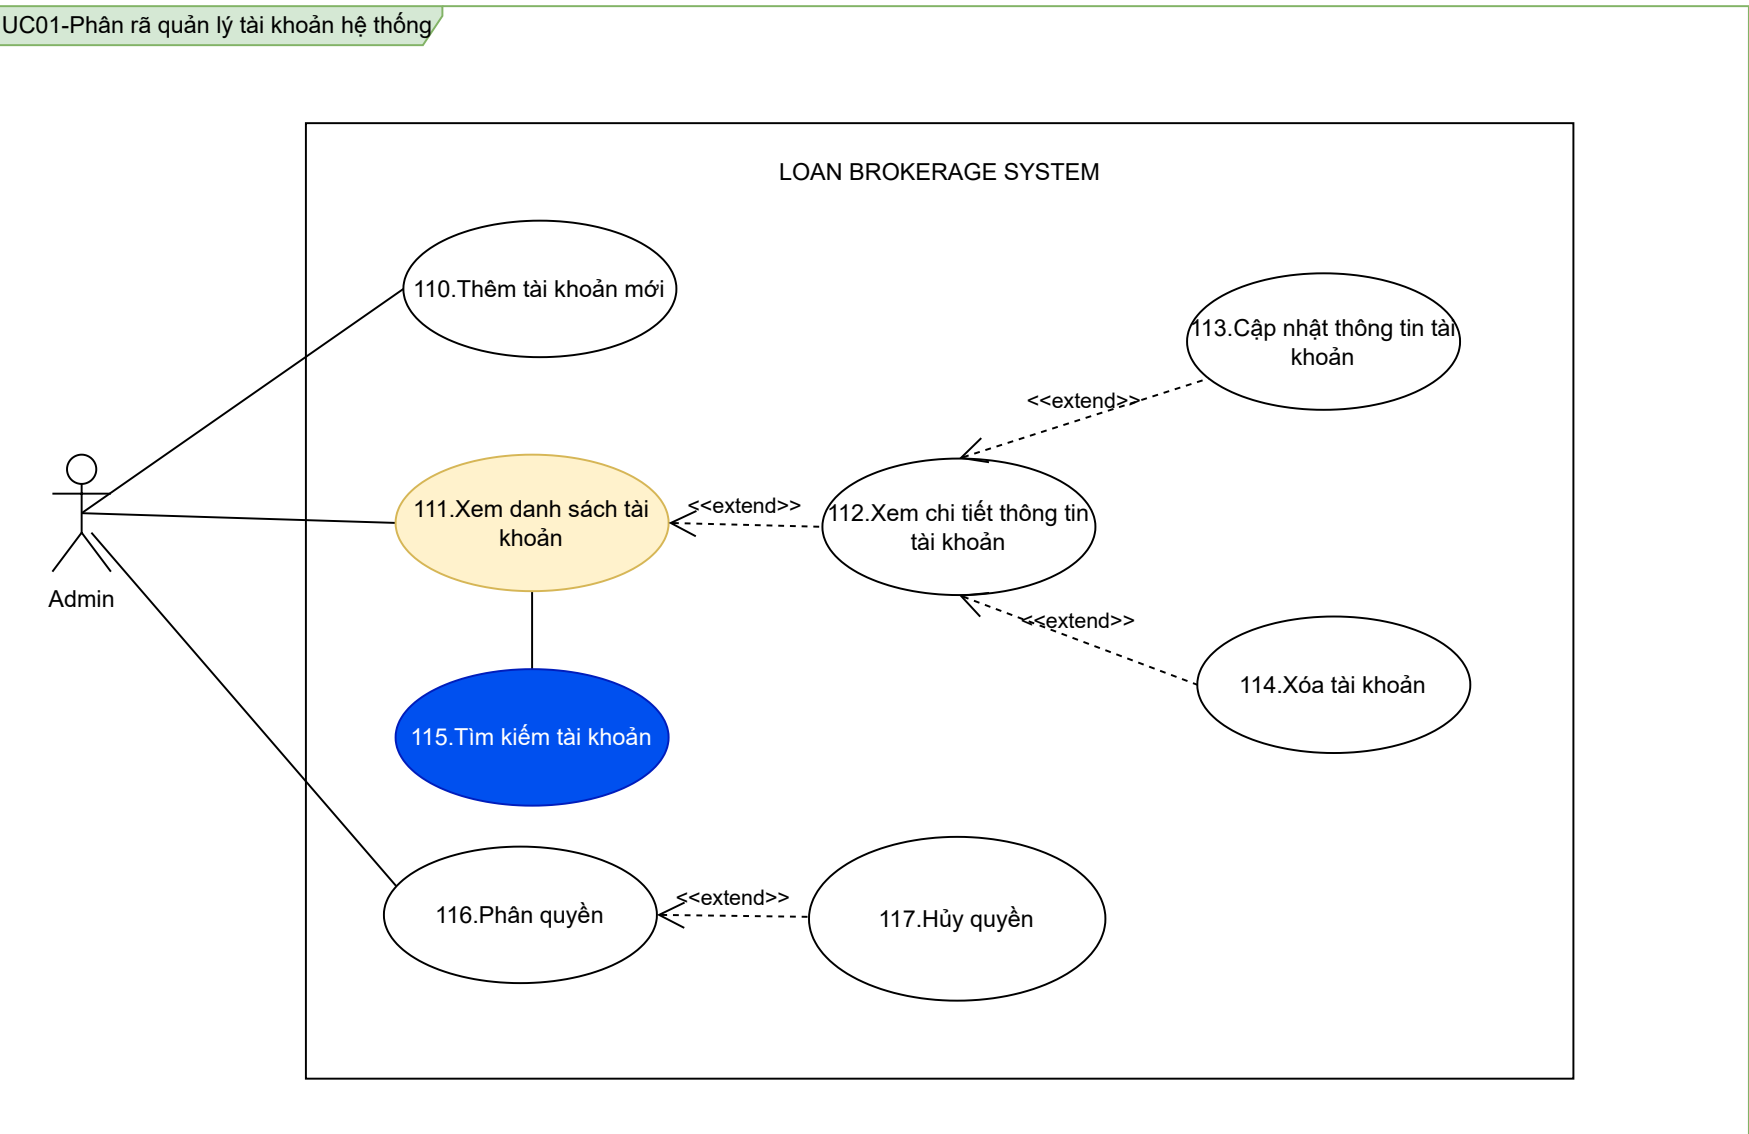 UC01-Phân rã quản lý tài khoản hệ thống
LOAN BROKERAGE SYSTEM
110.Thêm tài khoản mới
113.Cập nhật thông tin tài
khoản
<<extend>>
111.Xem danh sách tài
khoản
<<extend>>
112.Xem chi tiết thông tin
tài khoản
Admin
<<extend>>
114.Xóa tài khoản
115.Tìm kiếm tài khoản
116.Phân quyền
<<extend>>
117.Hủy quyền